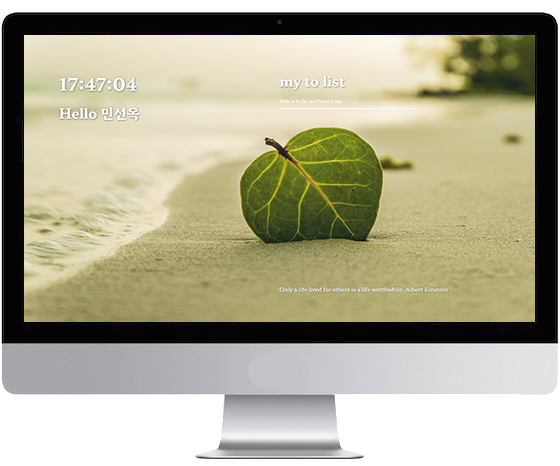 17:47:04
Hello 민선옥
my to list
Write a To Do and Press Enter
Only a life lived for others is a life worthwhile. Albert Einstein